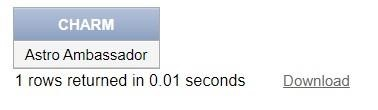 CHARM
Astro Ambassador
1 rows returned in 0.01 seconds Download